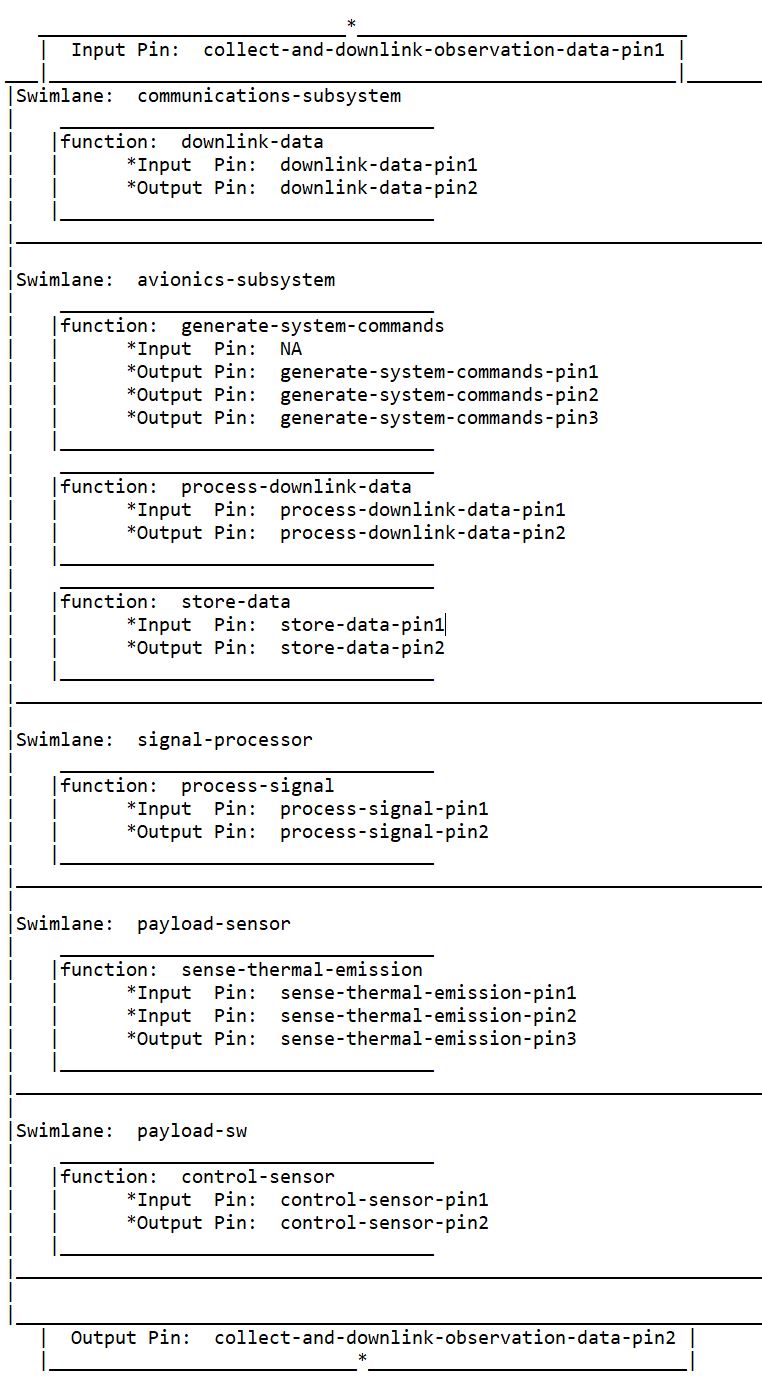 *
| Input Pin: collect-and-downlink-observation-data-pin1 |
|Swimlane: communications-subsystem
|function: downlink-data
*Input Pin: downlink-data-pin1
*Output Pin: downlink-data-pin2
|Swimlane: avionics-subsystem
|function: generate-system-commands
*Input Pin: NA
*Output Pin: generate-system-commands-pin1
*Output Pin: generate-system-commands-pin2
*Output Pin: generate-system-commands-pin3
|function: process-downlink-data
*Input Pin: process-downlink-data-pin1
*Output Pin: process-downlink-data-pin2
|function: store-data
*Input Pin: store-data-pin1
*Output Pin: store-data-pin2
|Swimlane: signal-processor
|function: process-signal
*Input Pin: process-signal-pin1
*Output Pin: process-signal-pin2
|Swimlane: payload-sensor
|function: sense-thermal-emission
*Input Pin: sense-thermal-emission-pin1
*Input Pin: sense-thermal-emission-pin2
*Output Pin: sense-thermal-emission-pin3
|Swimlane: payload-sw
|function: control-sensor
*Input Pin: control-sensor-pin1
*Output Pin: control-sensor-pin2
| Output Pin: collect-and-downlink-observation-data-pin2 |
*